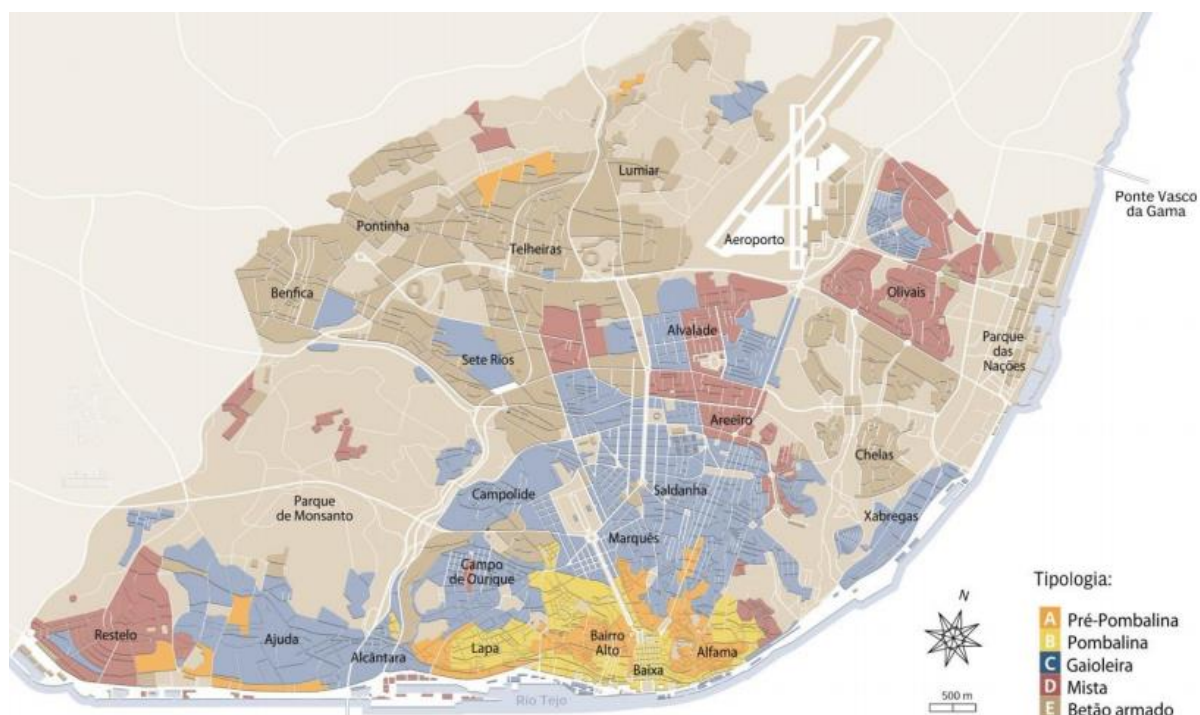 Lumiar
Ponte Vasco
da Gama
Pontinha
Telheiras
Aeroporto
Benfica
Olivais
Alvalade
Parque
das
Nações
Sete Rios
Areeiro
Chelas
Campolide
Saldanha
Parque
de Monsanto
Xabregas
Marquês
Campo
de Ourique
Restelo
Ajuda
Alcântara
Lapa
Bairro
Alto
Alfama
Baixa
Rio Tejo
N
500 m
Tipologia:
A Pré-Pombalina
B Pombalina
C Gaioleira
D Mista
E Betão armado